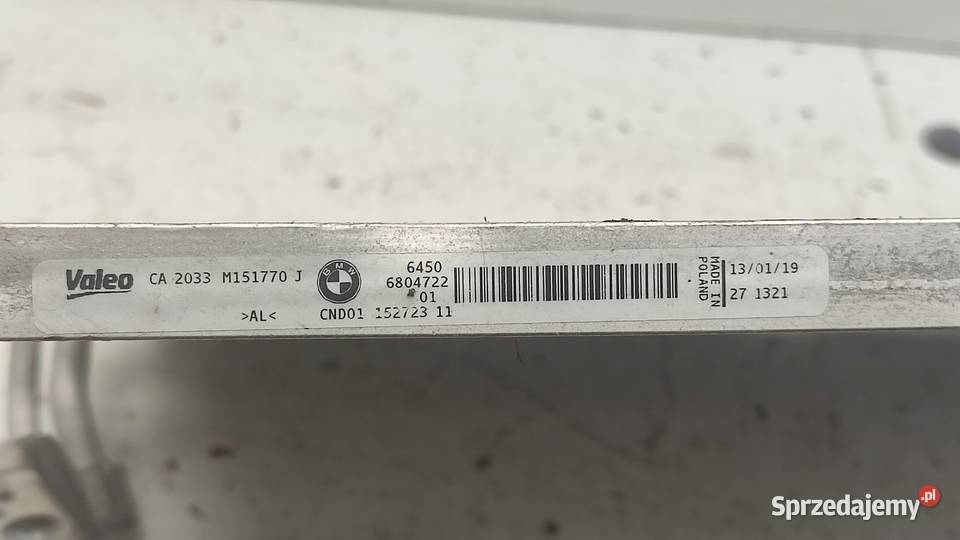 Valeo CA 2033 M151770 J
>AL<
BMW
6450
6804722
01
CND01 152723 11
MADE IN
POLAND
13/01/19
27 1321
Sprzedajemy.pl